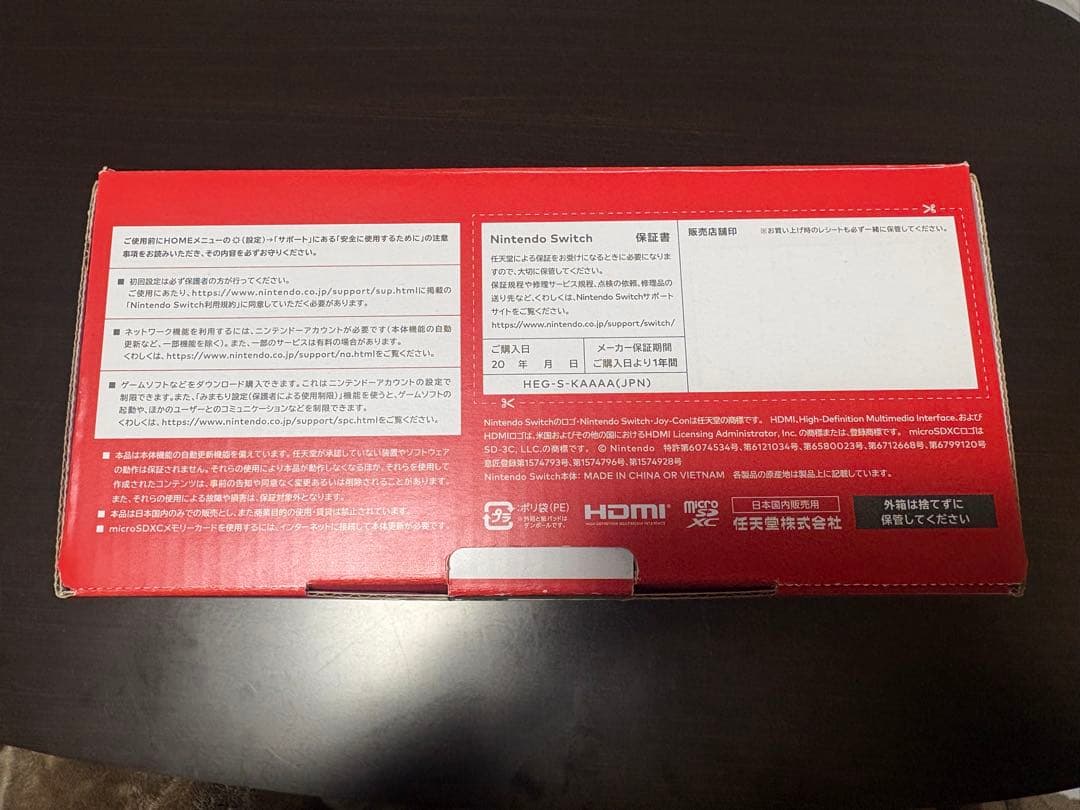 ご使用前にHOMEメニューの(設定)→「サポート」にある「安全に使用するために」の注意
事項をお読みいただき、その内容を必ずお守りください。
■ 初回設定は必ず保護者の方が行ってください。
ご使用にあたり、https://www.nintendo.co.jp/support/sup.htmlに掲載の
「Nintendo Switch利用規約」に同意していただく必要があります。
■ ネットワーク機能を利用するには、ニンテンドーアカウントが必要です(本体機能の自動
更新など、一部機能を除く)。また、一部のサービスは有料の場合があります。
くわしくは、https://www.nintendo.co.jp/support/na.htmlをご覧ください。
■ ゲームソフトなどをダウンロード購入できます。これはニンテンドーアカウントの設定で
制限できます。また、「みまもり設定(保護者による使用制限)」機能を使うと、ゲームソフトの
起動や、ほかのユーザーとのコミュニケーションなどを制限できます。
くわしくは、https://www.nintendo.co.jp/support/spc.htmlをご覧ください。
■ 本品は本体機能の自動更新機能を備えています。任天堂が承認していない装置やソフトウェア
の動作は保証されません。それらの使用により本品が動作しなくなるほか、それらを使用して
作成されたコンテンツは、事前の告知や同意なく変更あるいは削除されることがあります。
また、それらの使用による故障や損害は、保証対象外となります。
■ 本品は日本国内のみでの販売とし、また商業目的の使用・賃貸は禁止されています。
■ microSDXCメモリーカードを使用するには、インターネットに接続して本体更新が必要です。
Nintendo Switch 保証書
任天堂による保証をお受けになるときに必要になりま
すので、大切に保管してください。
保証規程や修理サービス規程、点検の依頼、修理品の
送り先など、くわしくは、Nintendo Switchサポート
サイトをご覧ください。
https://www.nintendo.co.jp/support/switch/
ご購入日
20 年 月 日
メーカー保証期間
ご購入日より1年間
HEG-S-KAAAA(JPN)
販売店舗印 ※お買い上げ時のレシートも必ず一緒に保管してください。
Nintendo Switchのロゴ・Nintendo Switch・Joy-Conは任天堂の商標です。 HDMI、High-Definition Multimedia Interface、および
HDMIロゴは、米国およびその他の国におけるHDMI Licensing Administrator, Inc. の商標または、登録商標です。 microSDXCロゴは
SD-3C, LLC.の商標です。 © Nintendo 特許第6074534号、第6121034号、第6580023号、第6712668号、第6799120号
意匠登録第1574793号、第1574796号、第1574928号
Nintendo Switch本体: MADE IN CHINA OR VIETNAM 各製品の原産地は製品上に記載しています。
プラ
:ポリ袋(PE)
※外箱と紙パッドは
ダンボールです。
HDMI
HIGH-DEFINITION MULTIMEDIA INTERFACE
micro
SD
XC
日本国内販売用
任天堂株式会社
外箱は捨てずに
保管してください